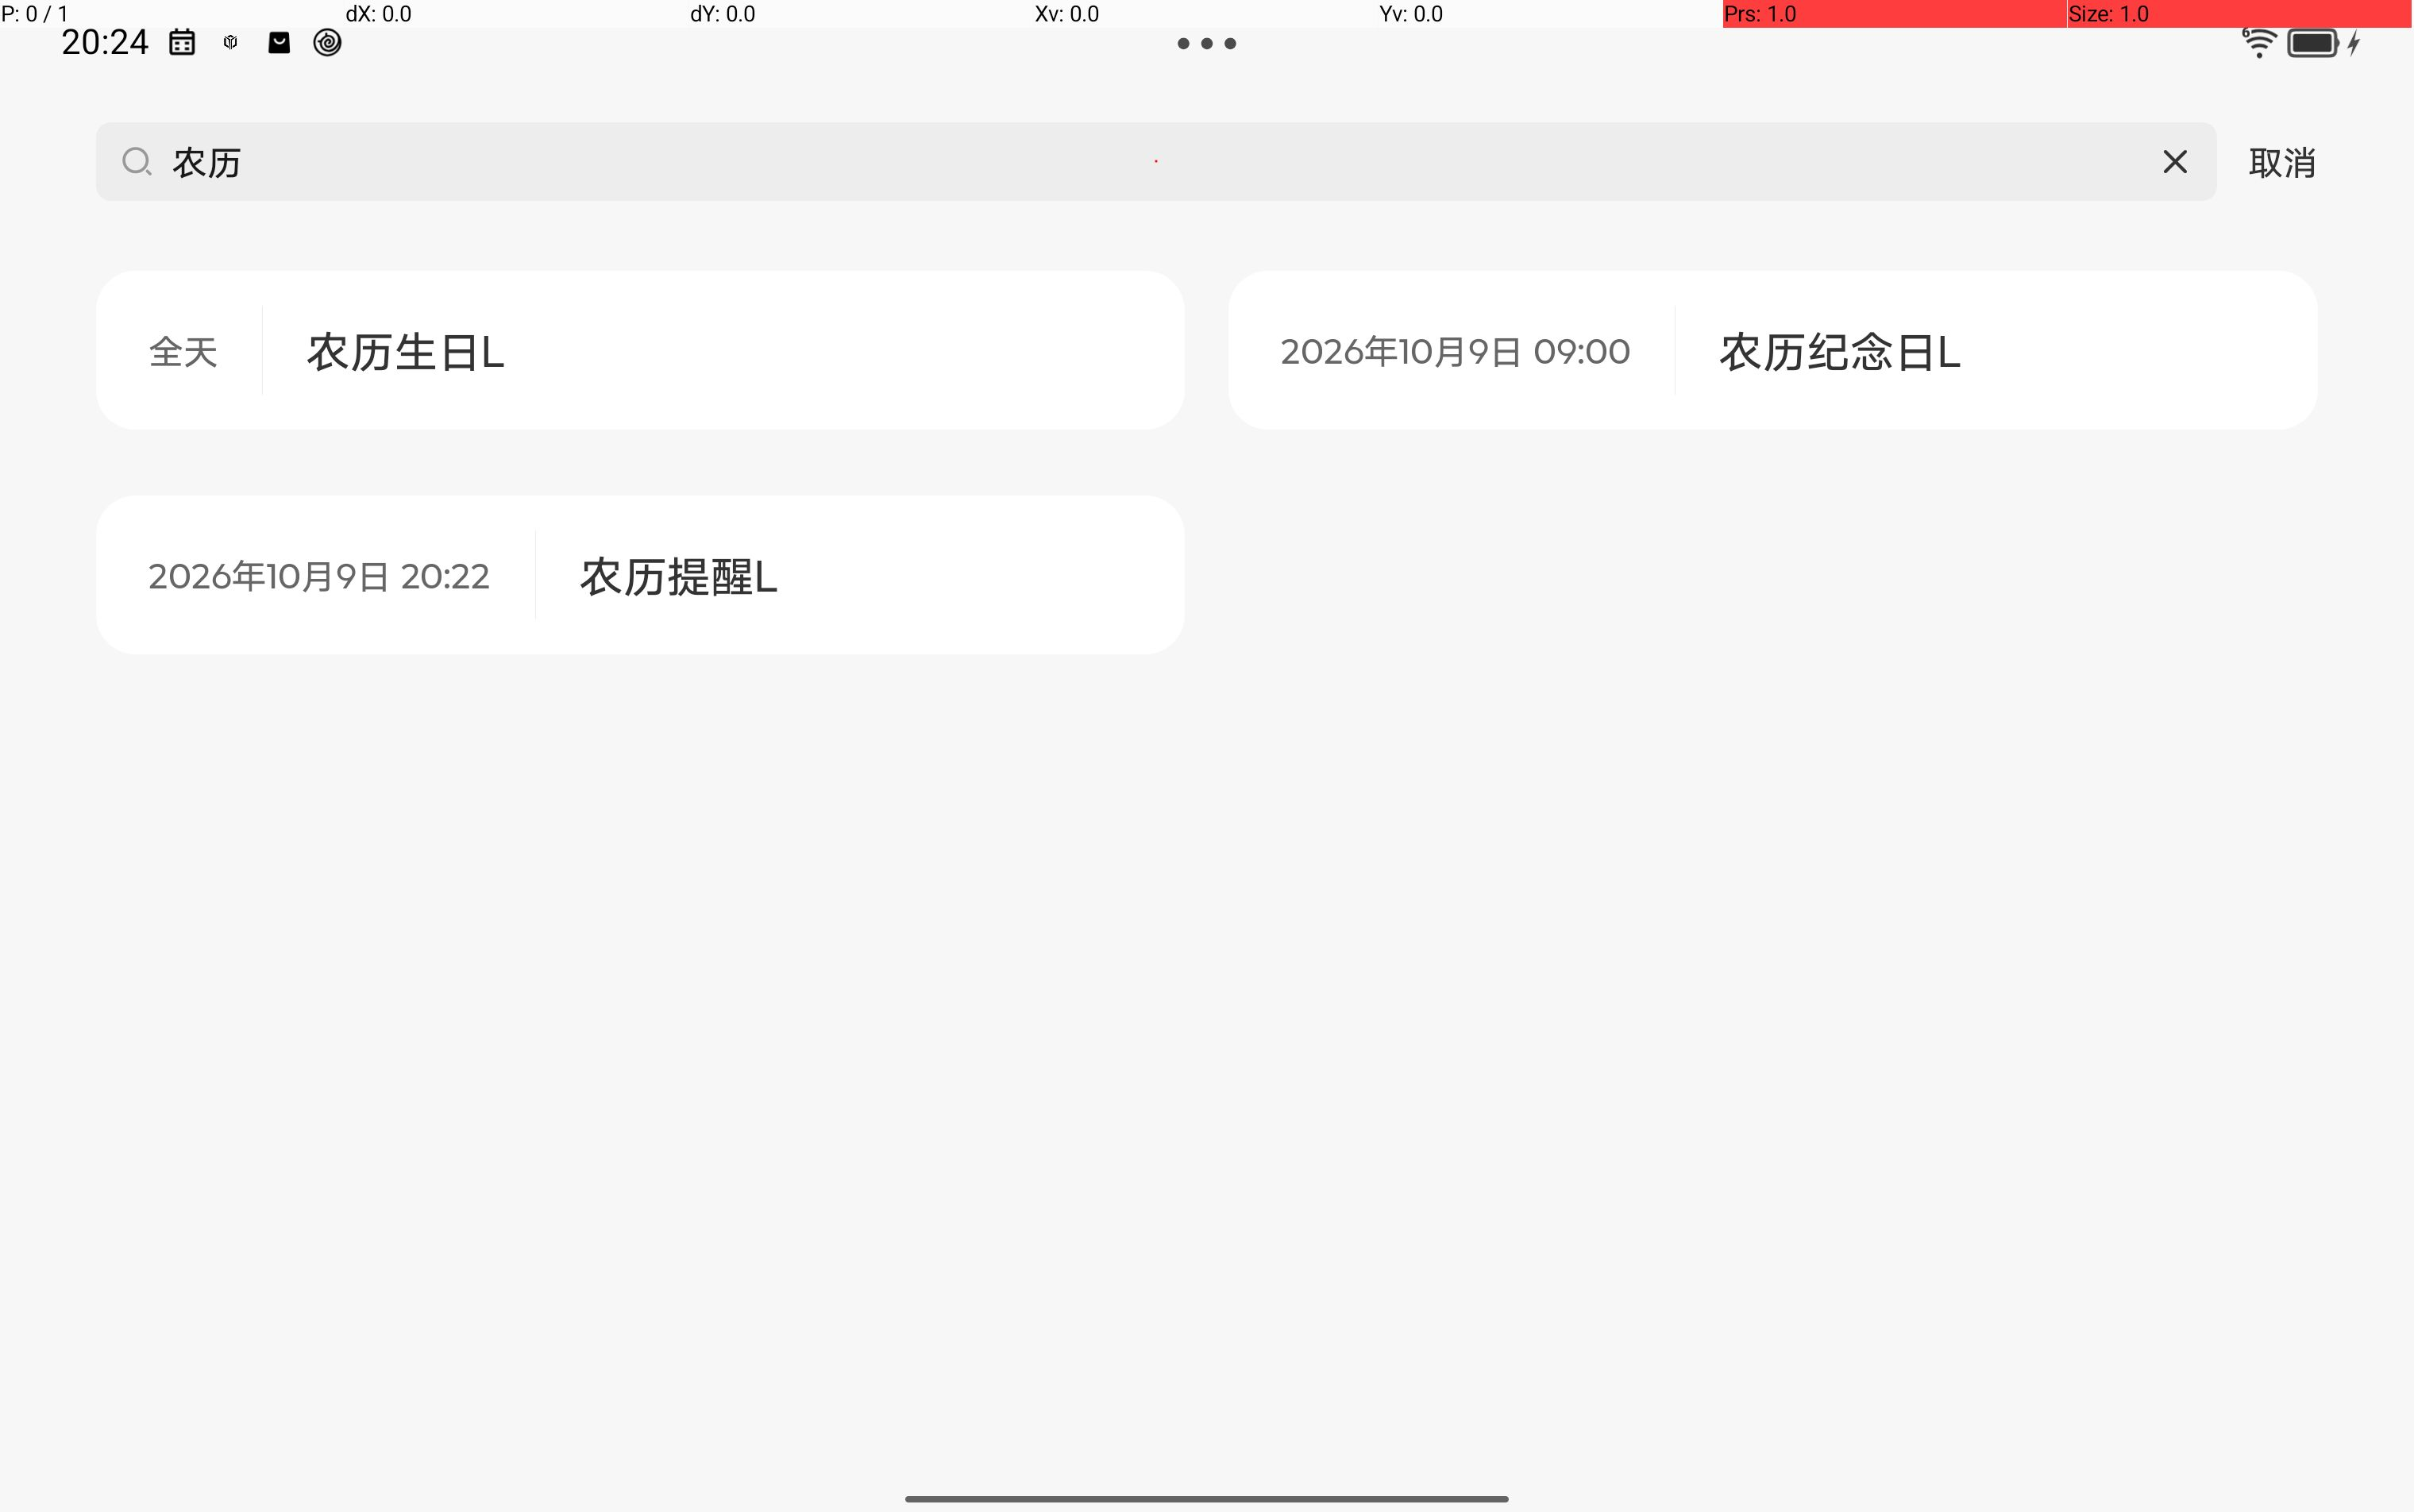 P: 0 / 1 dX: 0.0 dY: 0.0 Xv: 0.0 Yv: 0.0 Prs: 1.0 Size: 1.0
20:24
6
农历
取消
全天 农历生日L
2026年10月9日 09:00 农历纪念日L
2026年10月9日 20:22 农历提醒L